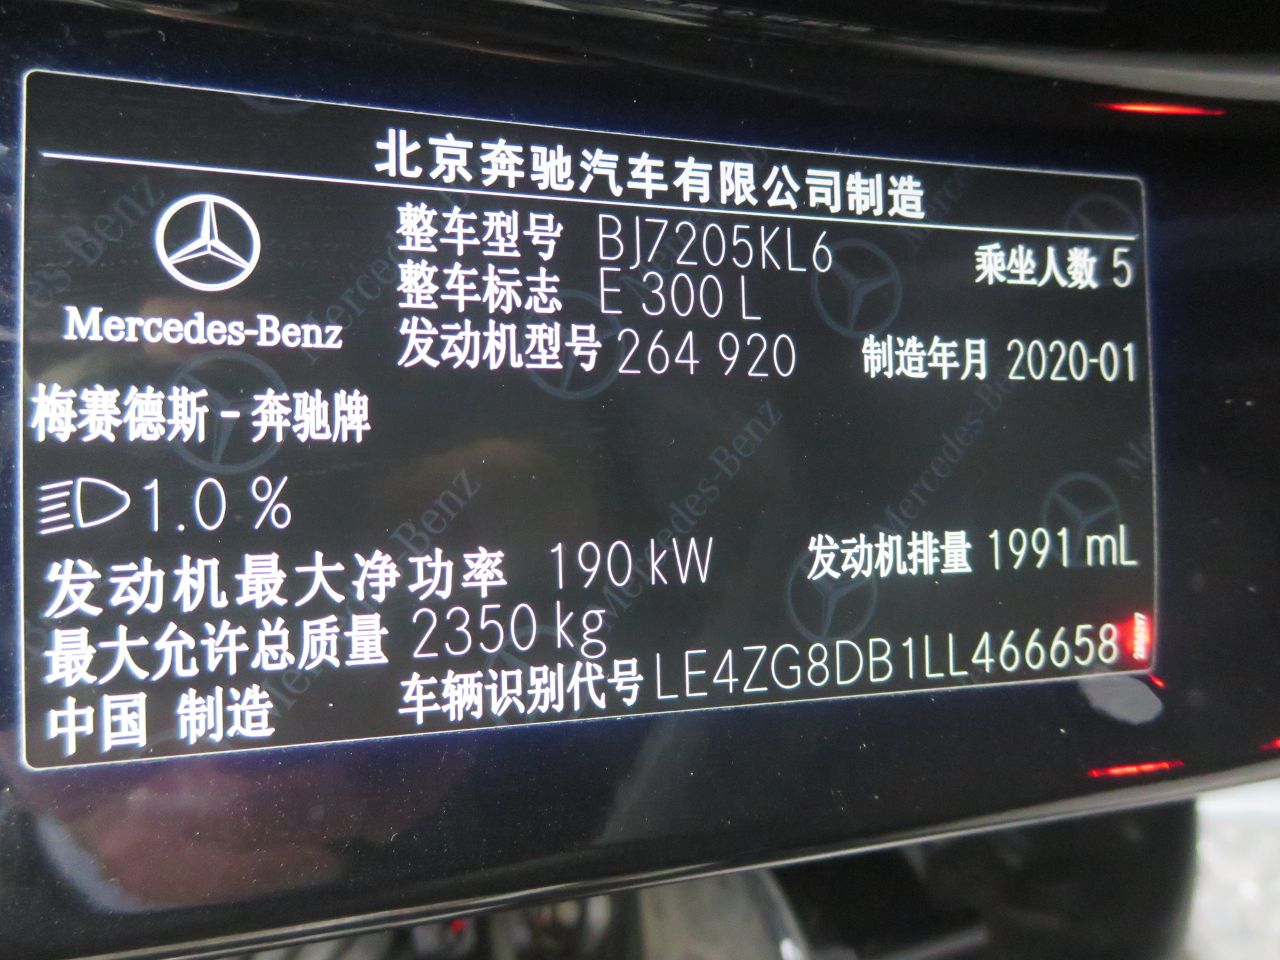 北京奔驰汽车有限公司制造
Mercedes-Benz
整车型号 BJ7205KL6 乘坐人数 5
整车标志 E 300 L
发动机型号 264 920 制造年月 2020-01
梅赛德斯-奔驰牌
1.0 %
发动机最大净功率 190 kW 发动机排量 1991 mL
最大允许总质量 2350 kg
中国 制造 车辆识别代号 LE4ZG8DB1LL466658